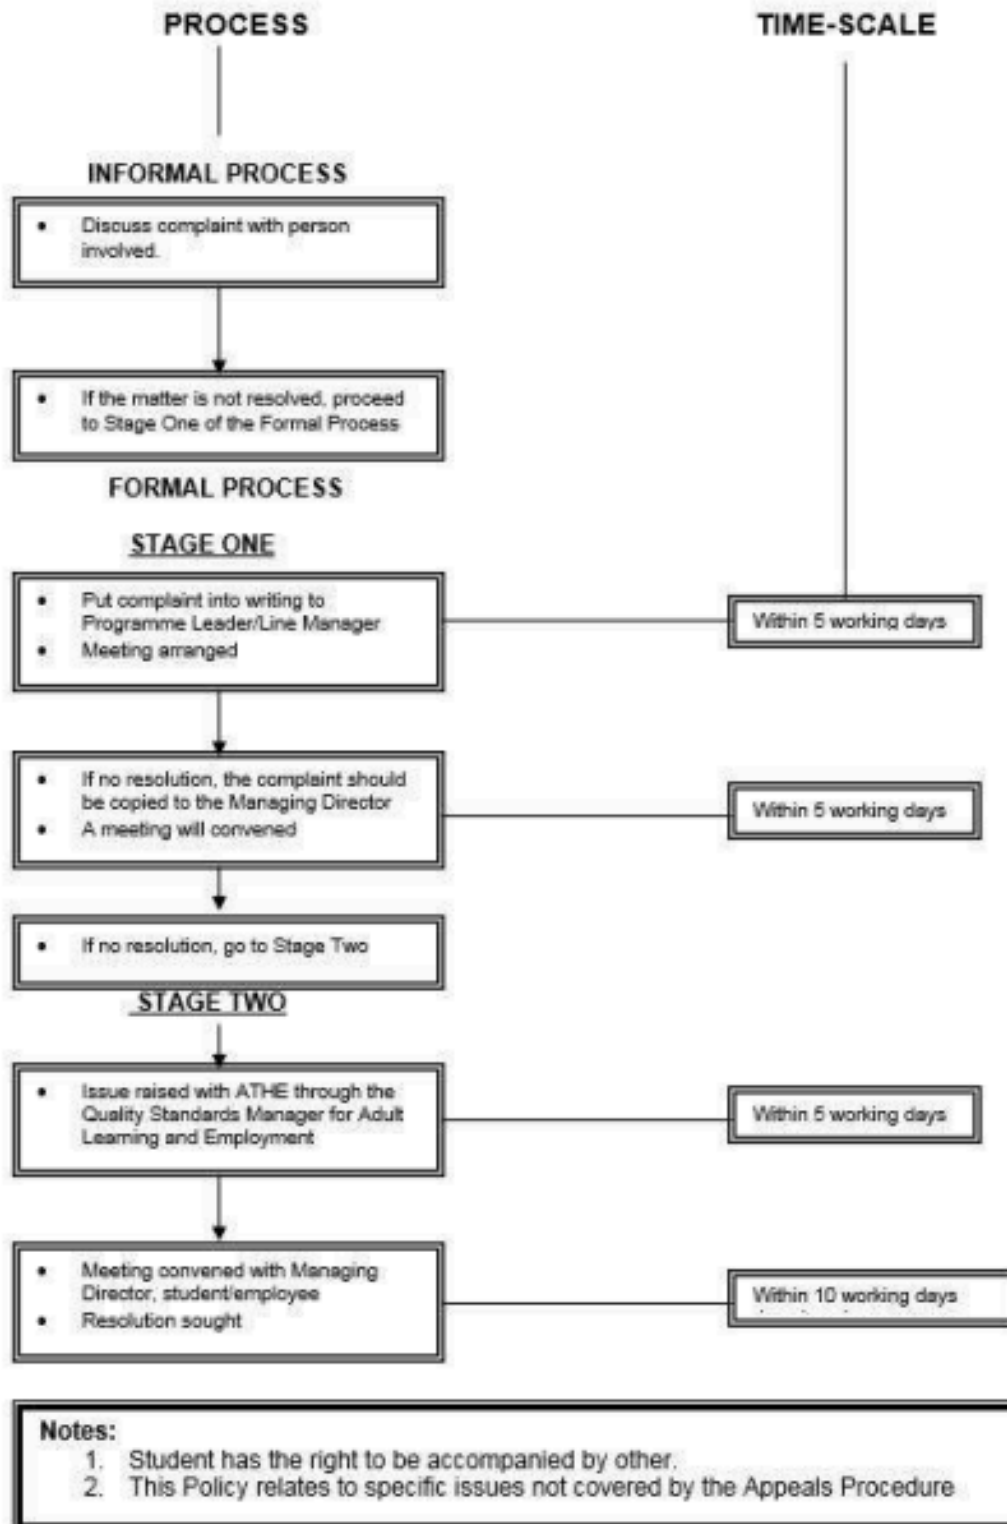 PROCESS TIME-SCALE
INFORMAL PROCESS
• Discuss complaint with person
involved.
• If the matter is not resolved, proceed
to Stage One of the Formal Process
FORMAL PROCESS
STAGE ONE
• Put complaint into writing to
Programme Leader/Line Manager
• Meeting arranged
Within 5 working days
• If no resolution, the complaint should
be copied to the Managing Director
• A meeting will convened
Within 5 working days
• If no resolution, go to Stage Two
STAGE TWO
• Issue raised with ATHE through the
Quality Standards Manager for Adult
Learning and Employment
Within 5 working days
• Meeting convened with Managing
Director, student/employee
• Resolution sought
Within 10 working days
Notes:
1. Student has the right to be accompanied by other.
2. This Policy relates to specific issues not covered by the Appeals Procedure